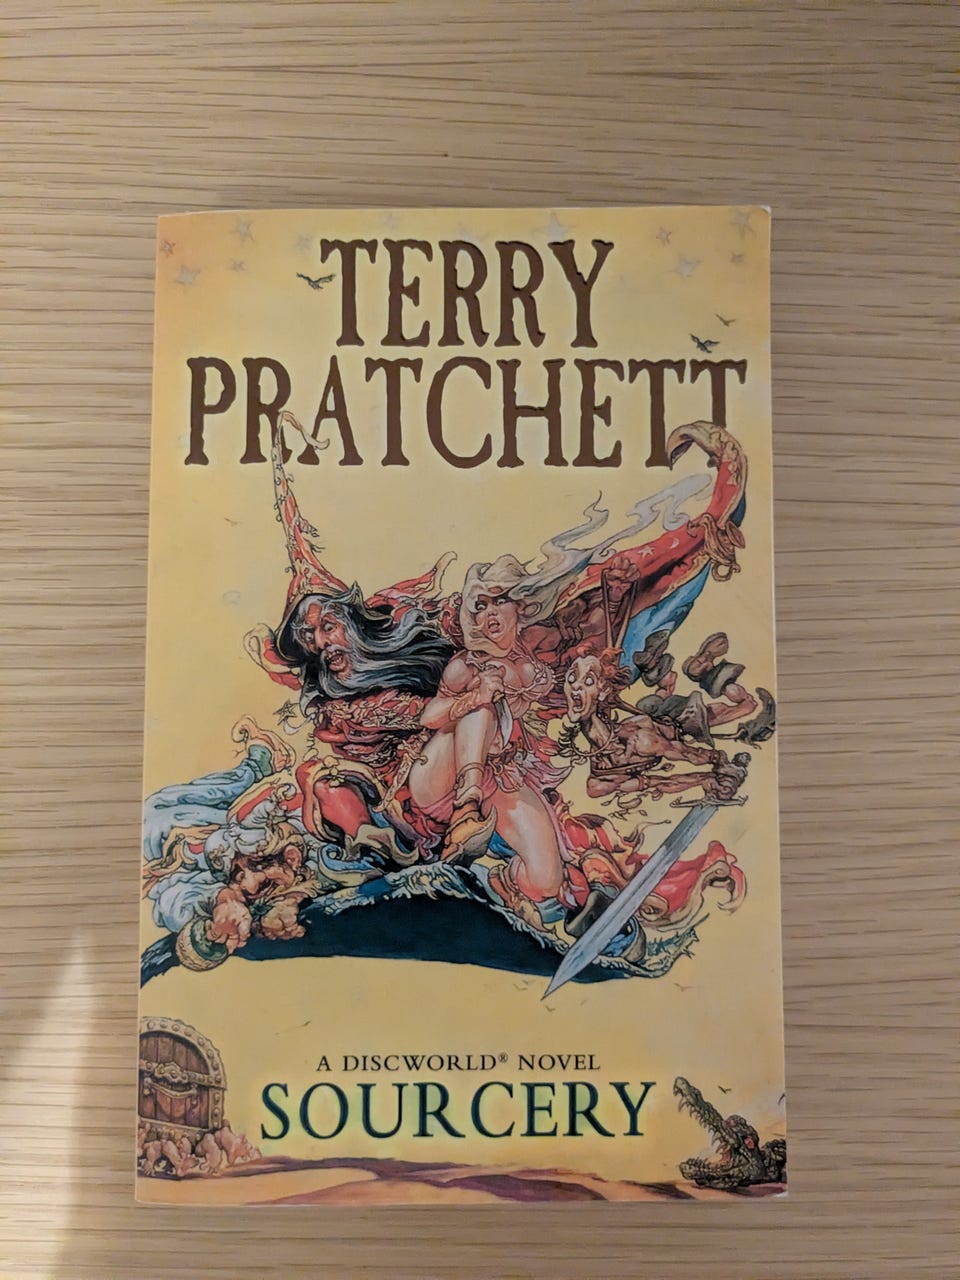 TERRY
PRATCHETT
A DISCWORLD® NOVEL
SOURCERY